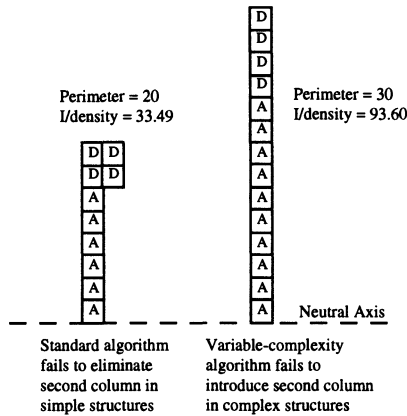 Perimeter = 20
I/density = 33.49
D D
D D
A
A
A
A
A
A
Standard algorithm
fails to eliminate
second column in
simple structures
D
D
D
D
A
A
A
A
A
A
A
A
A
A
Perimeter = 30
I/density = 93.60
Neutral Axis
Variable-complexity
algorithm fails to
introduce second column
in complex structures